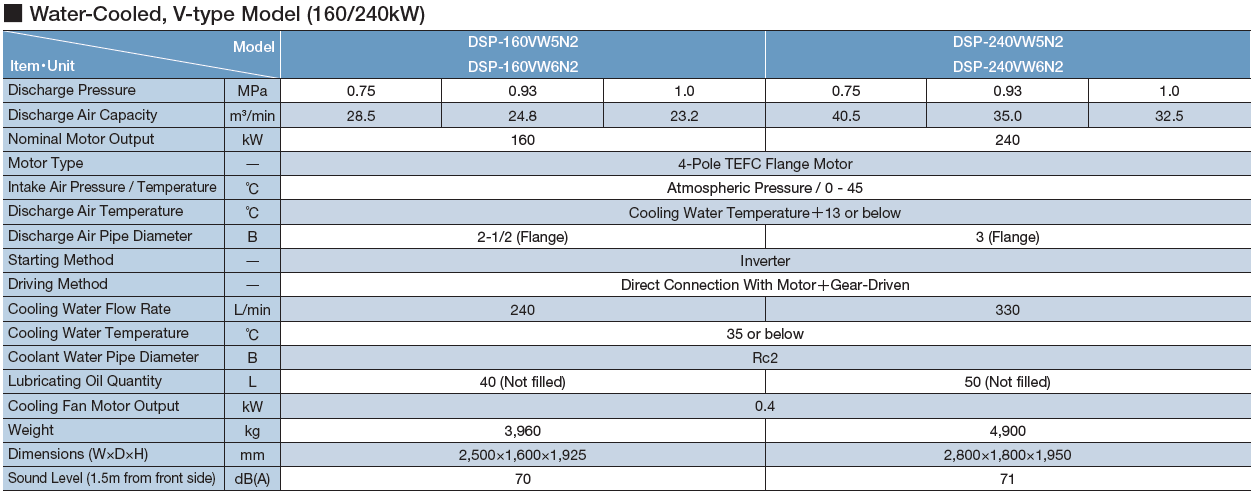 ■ Water-Cooled, V-type Model (160/240kW)
Model DSP-160VW5N2 DSP-240VW5N2
Item・Unit DSP-160VW6N2 DSP-240VW6N2
Discharge Pressure MPa 0.75 0.93 1.0 0.75 0.93 1.0
Discharge Air Capacity m³/min 28.5 24.8 23.2 40.5 35.0 32.5
Nominal Motor Output kW 160 240
Motor Type — 4-Pole TEFC Flange Motor
Intake Air Pressure / Temperature ℃ Atmospheric Pressure / 0 - 45
Discharge Air Temperature ℃ Cooling Water Temperature＋13 or below
Discharge Air Pipe Diameter B 2-1/2 (Flange) 3 (Flange)
Starting Method — Inverter
Driving Method — Direct Connection With Motor＋Gear-Driven
Cooling Water Flow Rate L/min 240 330
Cooling Water Temperature ℃ 35 or below
Coolant Water Pipe Diameter B Rc2
Lubricating Oil Quantity L 40 (Not filled) 50 (Not filled)
Cooling Fan Motor Output kW 0.4
Weight kg 3,960 4,900
Dimensions (W×D×H) mm 2,500×1,600×1,925 2,800×1,800×1,950
Sound Level (1.5m from front side) dB(A) 70 71